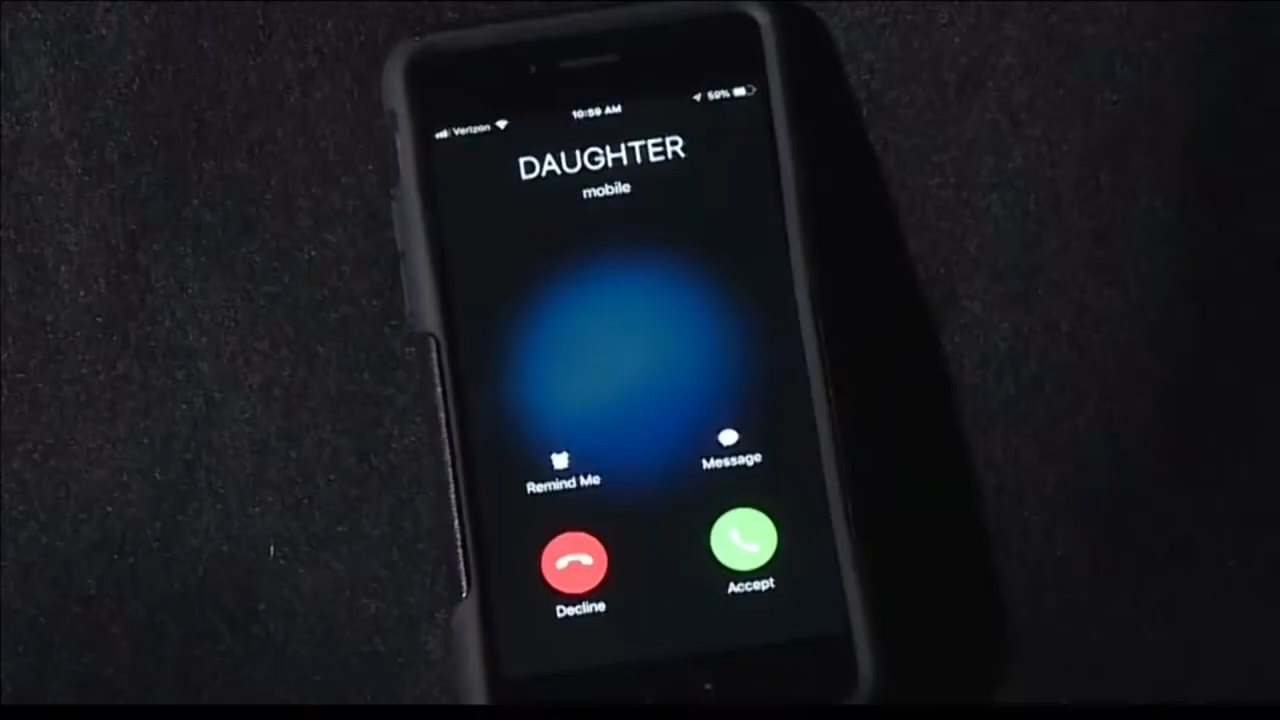 Verizon 10:59 AM 59%
DAUGHTER
mobile
Remind Me Message
Decline Accept